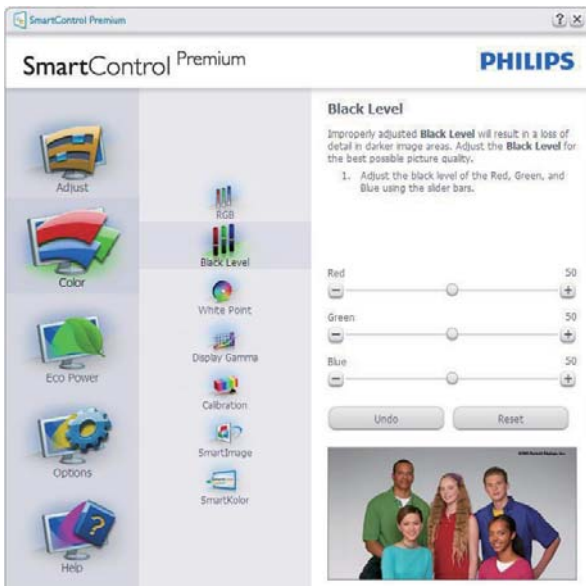 SmartControl Premium
? ×
SmartControl Premium
PHILIPS
Adjust
Color
Eco Power
Options
Help
RGB
Black Level
White Point
Display Gamma
Calibration
SmartImage
SmartKolor
Black Level
Improperly adjusted Black Level will result in a loss of
detail in darker image areas. Adjust the Black Level for
the best possible picture quality.
1. Adjust the black level of the Red, Green, and
Blue using the slider bars.
Red 50
Green 50
Blue 50
Undo Reset